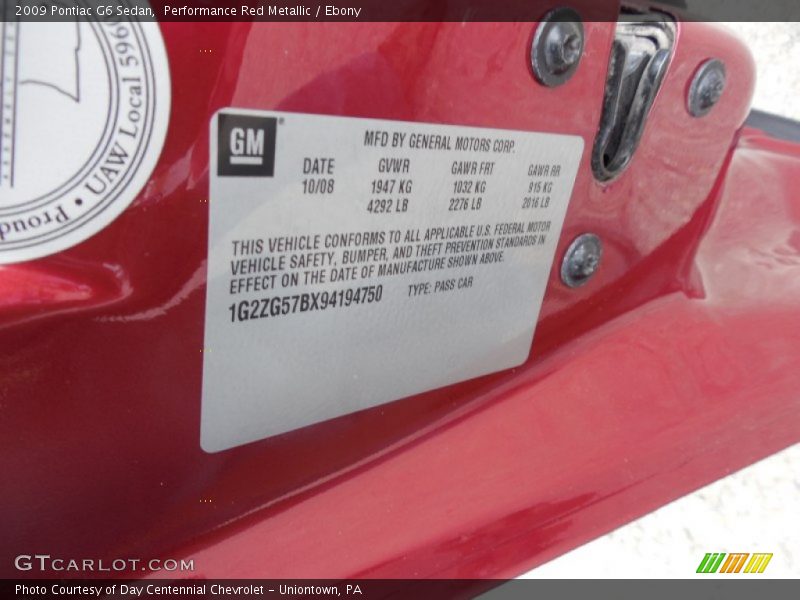 2009 Pontiac G6 Sedan, Performance Red Metallic / Ebony
Proud
UAW Local 596
GM
MFD BY GENERAL MOTORS CORP.
DATE GVWR GAWR FRT GAWR RR
10/08 1947 KG 1032 KG 915 KG
4292 LB 2276 LB 2016 LB
THIS VEHICLE CONFORMS TO ALL APPLICABLE U.S. FEDERAL MOTOR
VEHICLE SAFETY, BUMPER, AND THEFT PREVENTION STANDARDS IN
EFFECT ON THE DATE OF MANUFACTURE SHOWN ABOVE.
1G2ZG57BX94194750 TYPE: PASS CAR
GTCARLOT.COM
Photo Courtesy of Day Centennial Chevrolet - Uniontown, PA